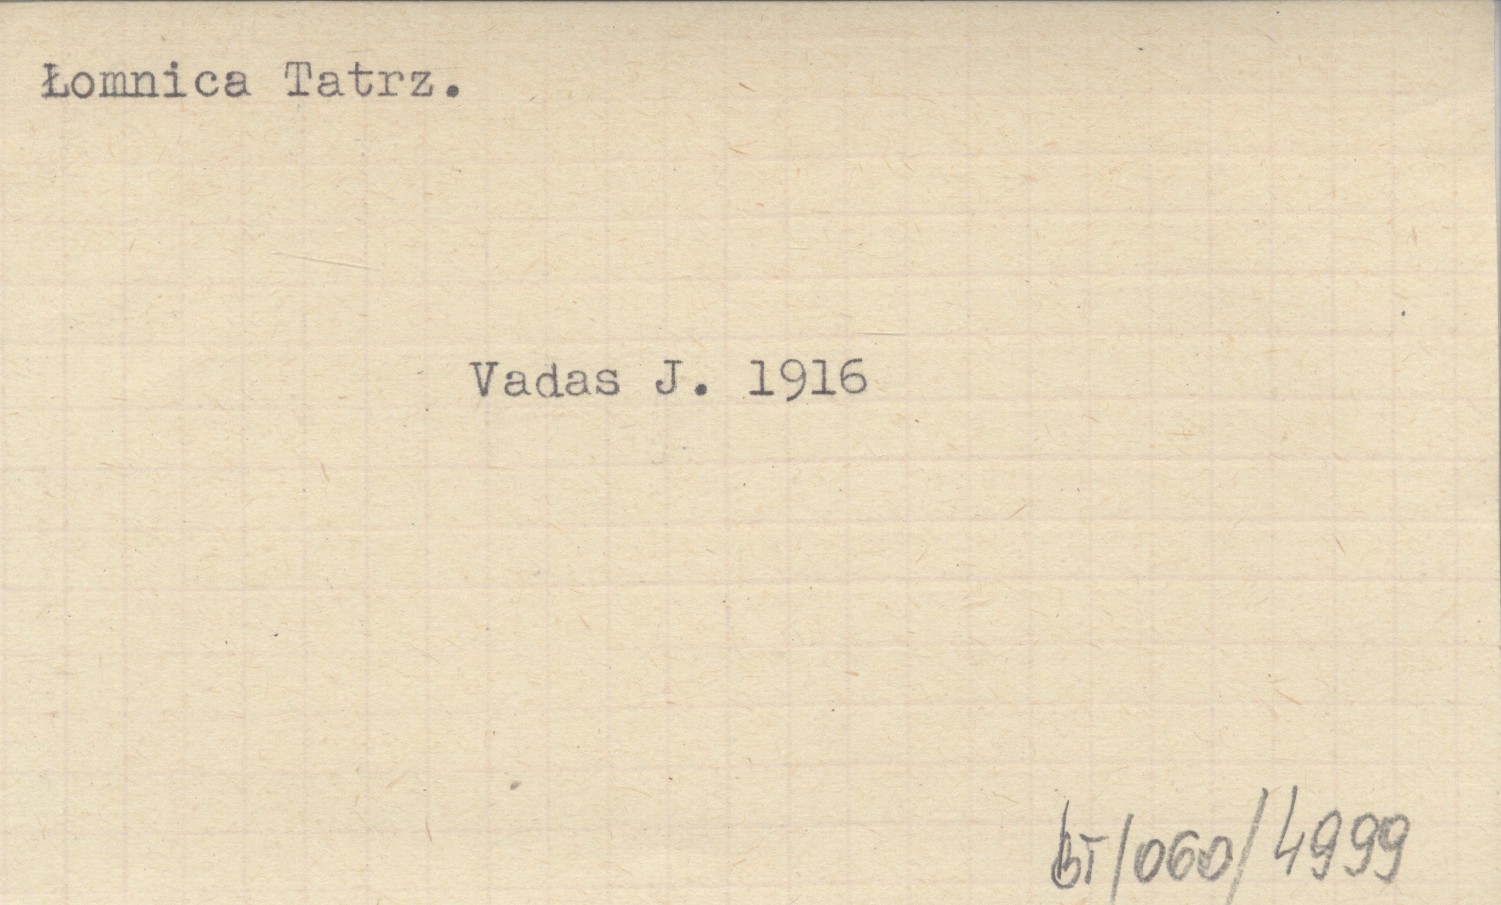 Łomnica Tatrz.
Vadas J. 1916
bT/060/4999